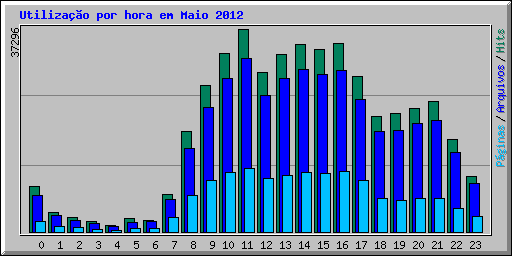 Utilização por hora em Maio 2012
37296
Páginas / Arquivos / Hits
0 1 2 3 4 5 6 7 8 9 10 11 12 13 14 15 16 17 18 19 20 21 22 23